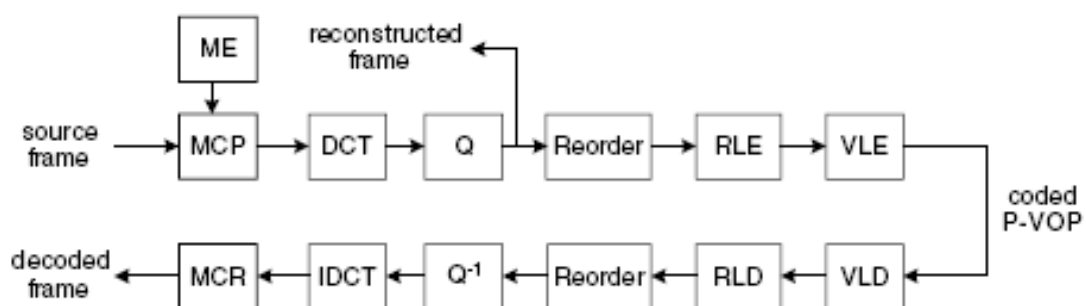 ME
reconstructed
frame
source
frame
MCP
DCT
Q
Reorder
RLE
VLE
coded
P-VOP
decoded
frame
MCR
IDCT
Q-1
Reorder
RLD
VLD